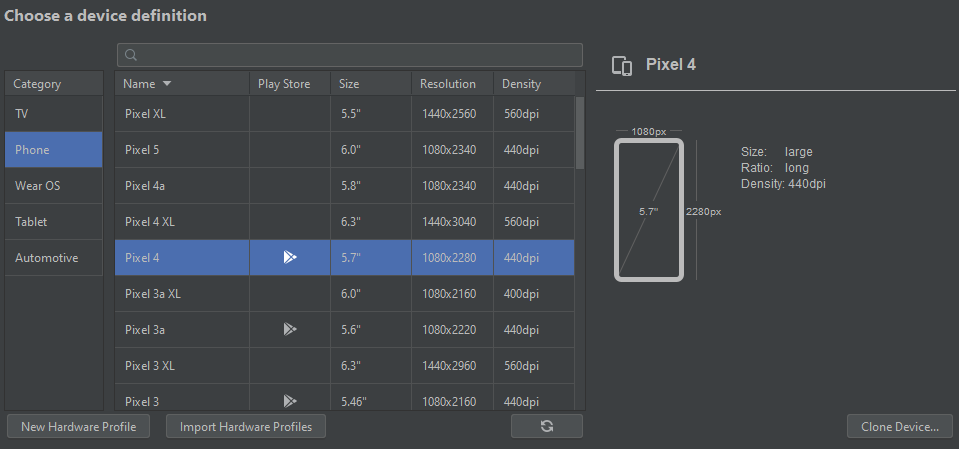 Choose a device definition
Category
Name Play Store Size Resolution Density
TV
Phone
Wear OS
Tablet
Automotive
Pixel XL 5.5" 1440x2560 560dpi
Pixel 5 6.0" 1080x2340 440dpi
Pixel 4a 5.8" 1080x2340 440dpi
Pixel 4 XL 6.3" 1440x3040 560dpi
Pixel 4 5.7" 1080x2280 440dpi
Pixel 3a XL 6.0" 1080x2160 400dpi
Pixel 3a 5.6" 1080x2220 440dpi
Pixel 3 XL 6.3" 1440x2960 560dpi
Pixel 3 5.46" 1080x2160 440dpi
Pixel 4
1080px
5.7"
2280px
Size: large
Ratio: long
Density: 440dpi
New Hardware Profile
Import Hardware Profiles
Clone Device...